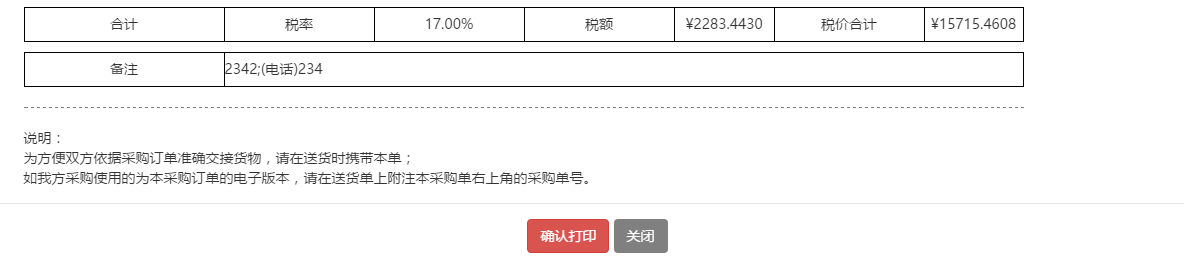 合计 税率 17.00% 税额 ¥2283.4430 税价合计 ¥15715.4608
备注 2342;(电话)234
说明：
为方便双方依据采购订单准确交接货物，请在送货时携带本单；
如我方采购使用的为本采购订单的电子版本，请在送货单上附注本采购单右上角的采购单号。
确认打印 关闭